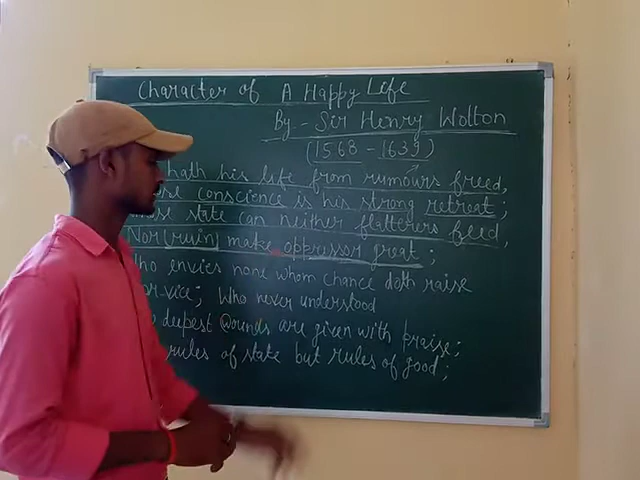 Character of A Happy Life
By :- Sir Henry Wolton
(1568 - 1639)
hath his life from rumours freed,
conscience is his strong retreat;
state can neither flatterers feed,
Nor (ruin) make oppressor great;
Who envies none whom chance doth raise
or vice; Who never understood
deepest wounds are given with praise;
rules of state but rules of good;